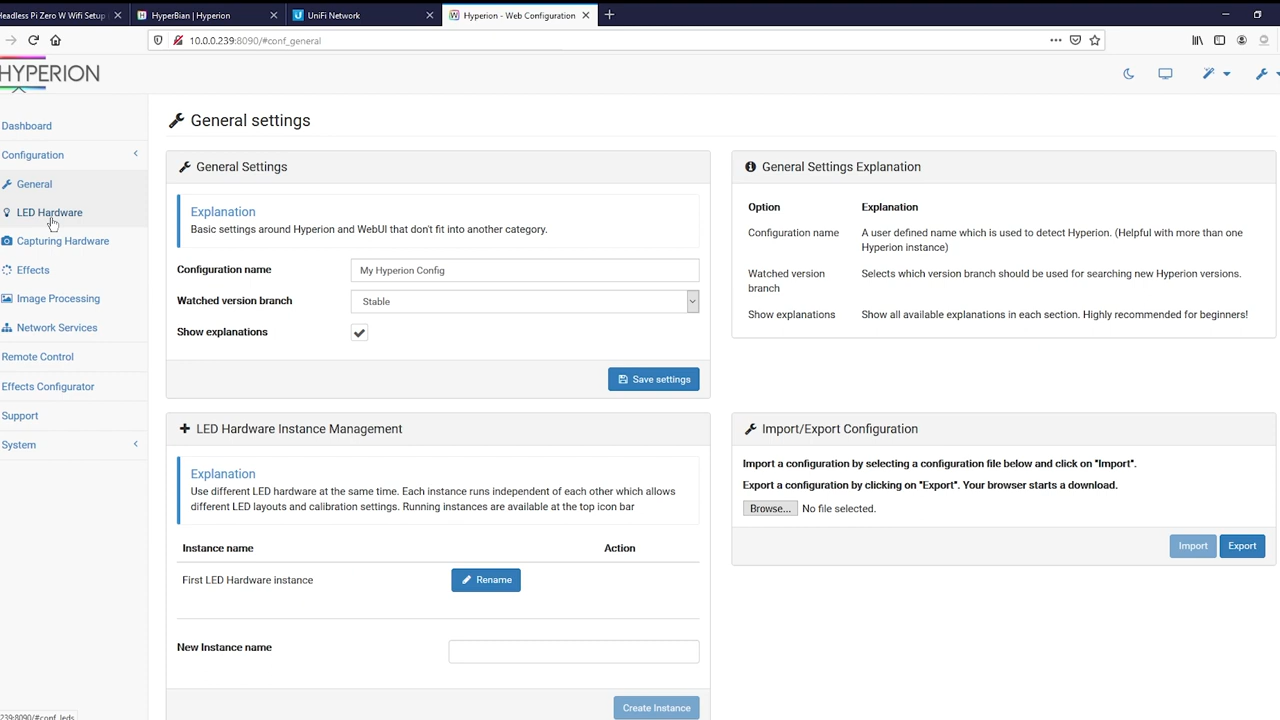 Headless Pi Zero W Wifi Setup
HyperBian | Hyperion
UniFi Network
Hyperion - Web Configuration
10.0.0.239:8090/#conf_general
HYPERION
Dashboard
Configuration
General
LED Hardware
Capturing Hardware
Effects
Image Processing
Network Services
Remote Control
Effects Configurator
Support
System
General settings
General Settings
Explanation
Basic settings around Hyperion and WebUI that don't fit into another category.
Configuration name
My Hyperion Config
Watched version branch
Stable
Show explanations
Save settings
General Settings Explanation
Option Explanation
Configuration name A user defined name which is used to detect Hyperion. (Helpful with more than one
Hyperion instance)
Watched version Selects which version branch should be used for searching new Hyperion versions.
branch
Show explanations Show all available explanations in each section. Highly recommended for beginners!
LED Hardware Instance Management
Explanation
Use different LED hardware at the same time. Each instance runs independent of each other which allows
different LED layouts and calibration settings. Running instances are available at the top icon bar
Instance name Action
First LED Hardware instance Rename
New Instance name
Create Instance
Import/Export Configuration
Import a configuration by selecting a configuration file below and click on "Import".
Export a configuration by clicking on "Export". Your browser starts a download.
Browse... No file selected.
Import Export
239:8090/#conf_leds